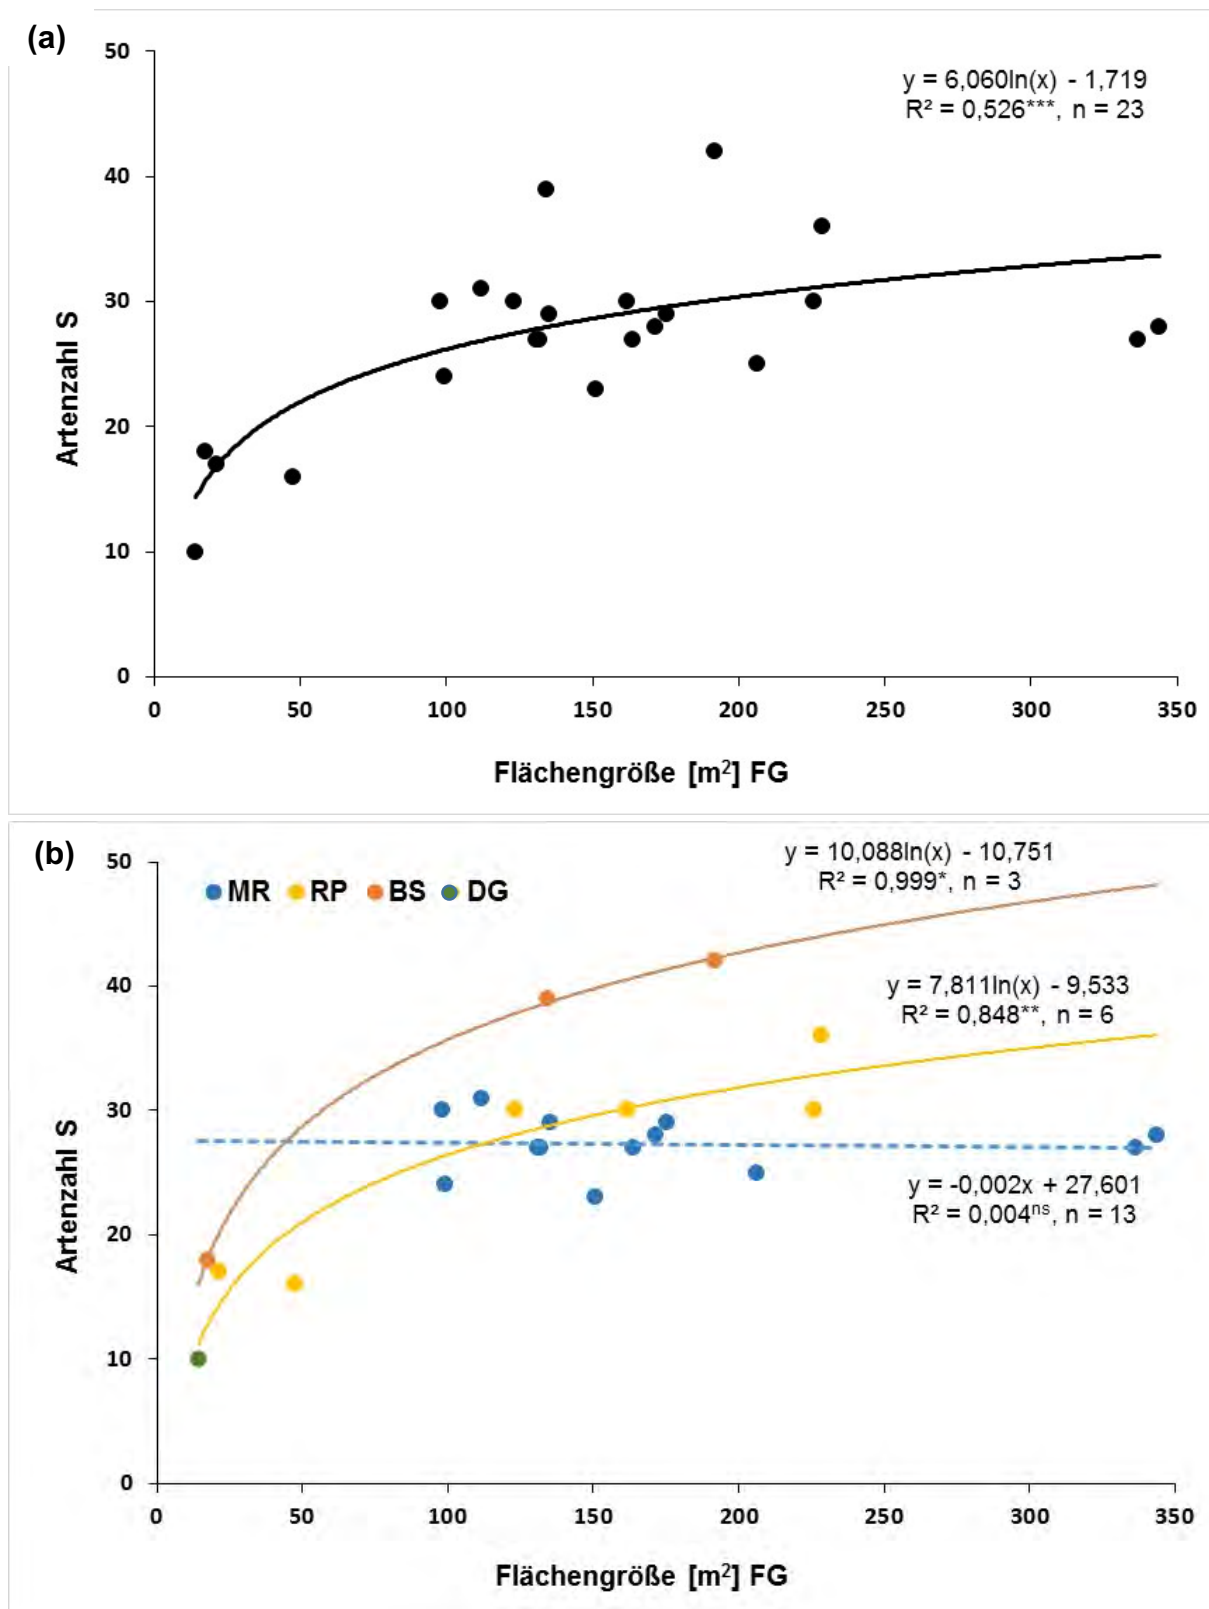 (a)
50
40
30
20
10
0
Artenzahl S
y = 6,060ln(x) - 1,719
R² = 0,526***, n = 23
0 50 100 150 200 250 300 350
Flächengröße [m²] FG
(b)
50
40
30
20
10
0
Artenzahl S
MR RP BS DG
y = 10,088ln(x) - 10,751
R² = 0,999*, n = 3
y = 7,811ln(x) - 9,533
R² = 0,848**, n = 6
y = -0,002x + 27,601
R² = 0,004ⁿˢ, n = 13
0 50 100 150 200 250 300 350
Flächengröße [m²] FG